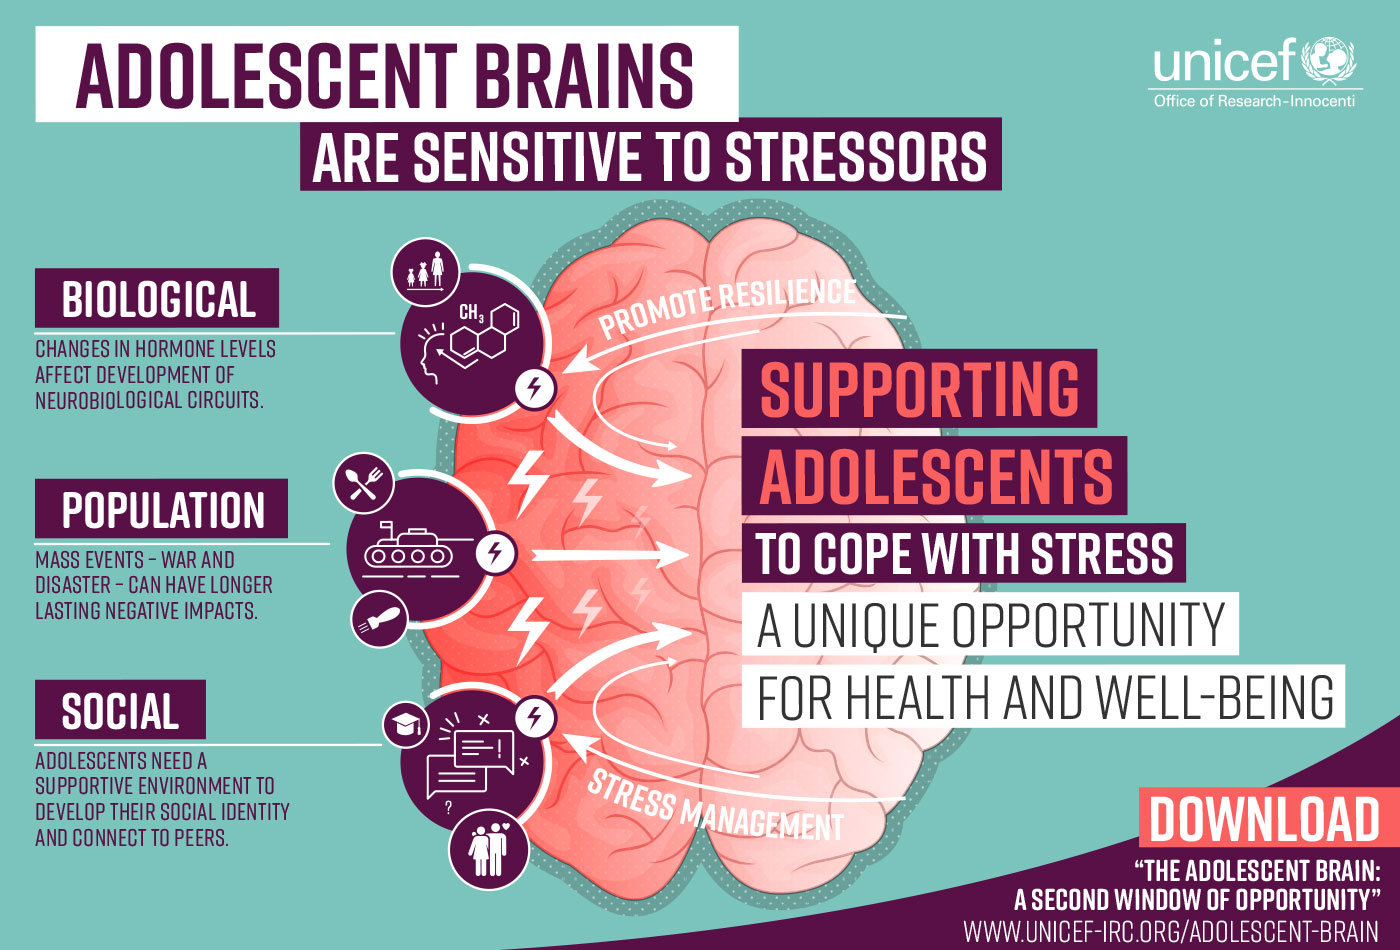 ADOLESCENT BRAINS
ARE SENSITIVE TO STRESSORS
unicef
Office of Research-Innocenti
BIOLOGICAL
CHANGES IN HORMONE LEVELS
AFFECT DEVELOPMENT OF
NEUROBIOLOGICAL CIRCUITS.
CH3
PROMOTE RESILIENCE
POPULATION
MASS EVENTS – WAR AND
DISASTER – CAN HAVE LONGER
LASTING NEGATIVE IMPACTS.
SOCIAL
ADOLESCENTS NEED A
SUPPORTIVE ENVIRONMENT TO
DEVELOP THEIR SOCIAL IDENTITY
AND CONNECT TO PEERS.
!
?
STRESS MANAGEMENT
SUPPORTING
ADOLESCENTS
TO COPE WITH STRESS
A UNIQUE OPPORTUNITY
FOR HEALTH AND WELL-BEING
DOWNLOAD
“THE ADOLESCENT BRAIN:
A SECOND WINDOW OF OPPORTUNITY”
WWW.UNICEF-IRC.ORG/ADOLESCENT-BRAIN